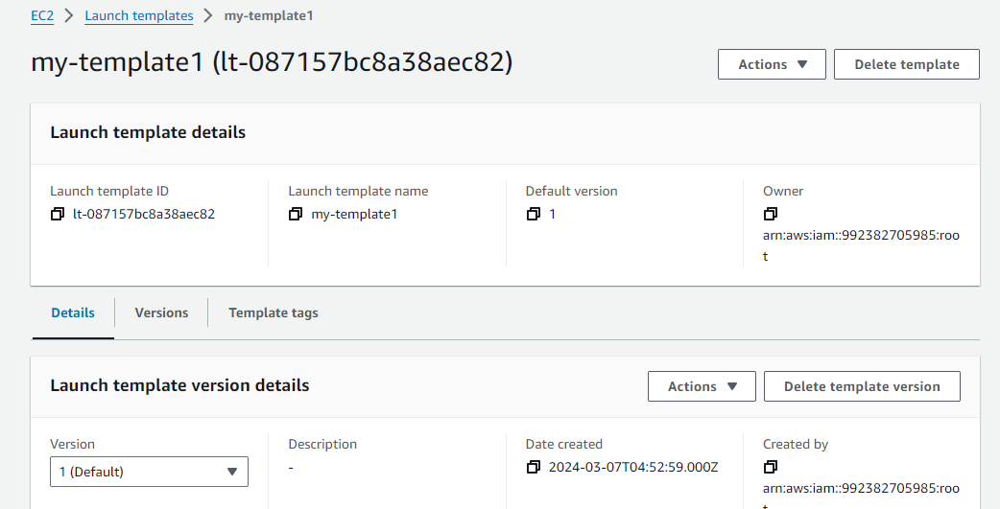 EC2 > Launch templates > my-template1
my-template1 (lt-087157bc8a38aec82)
Actions ▼ Delete template
Launch template details
Launch template ID
lt-087157bc8a38aec82
Launch template name
my-template1
Default version
1
Owner
arn:aws:iam::992382705985:roo
t
Details Versions Template tags
Launch template version details
Actions ▼ Delete template version
Version
1 (Default) ▼
Description
-
Date created
2024-03-07T04:52:59.000Z
Created by
arn:aws:iam::992382705985:roo